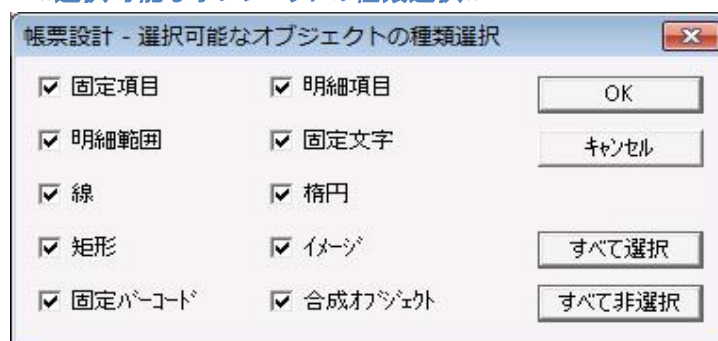 帳票設計 - 選択可能なオブジェクトの種類選択
固定項目 明細項目 OK
明細範囲 固定文字 ｷｬﾝｾﾙ
線 楕円
矩形 ｲﾒｰｼﾞ すべて選択
固定ﾊﾞｰｺｰﾄﾞ 合成ｵﾌﾞｼﾞｪｸﾄ すべて非選択